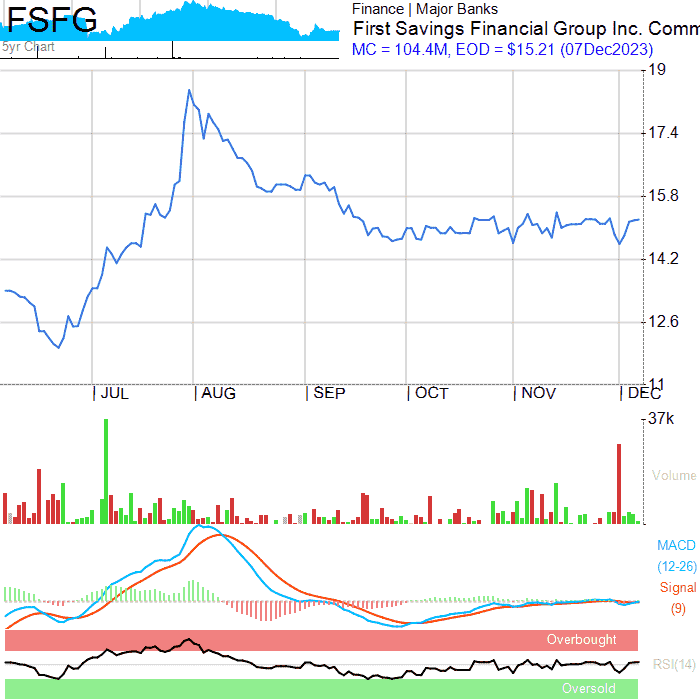 FSFG
5yr Chart
Finance | Major Banks
First Savings Financial Group Inc. Comm
MC = 104.4M, EOD = $15.21 (07Dec2023)
19
17.4
15.8
14.2
12.6
11
JUL
AUG
SEP
OCT
NOV
DEC
37k
Volume
MACD
(12-26)
Signal
(9)
Overbought
RSI(14)
Oversold